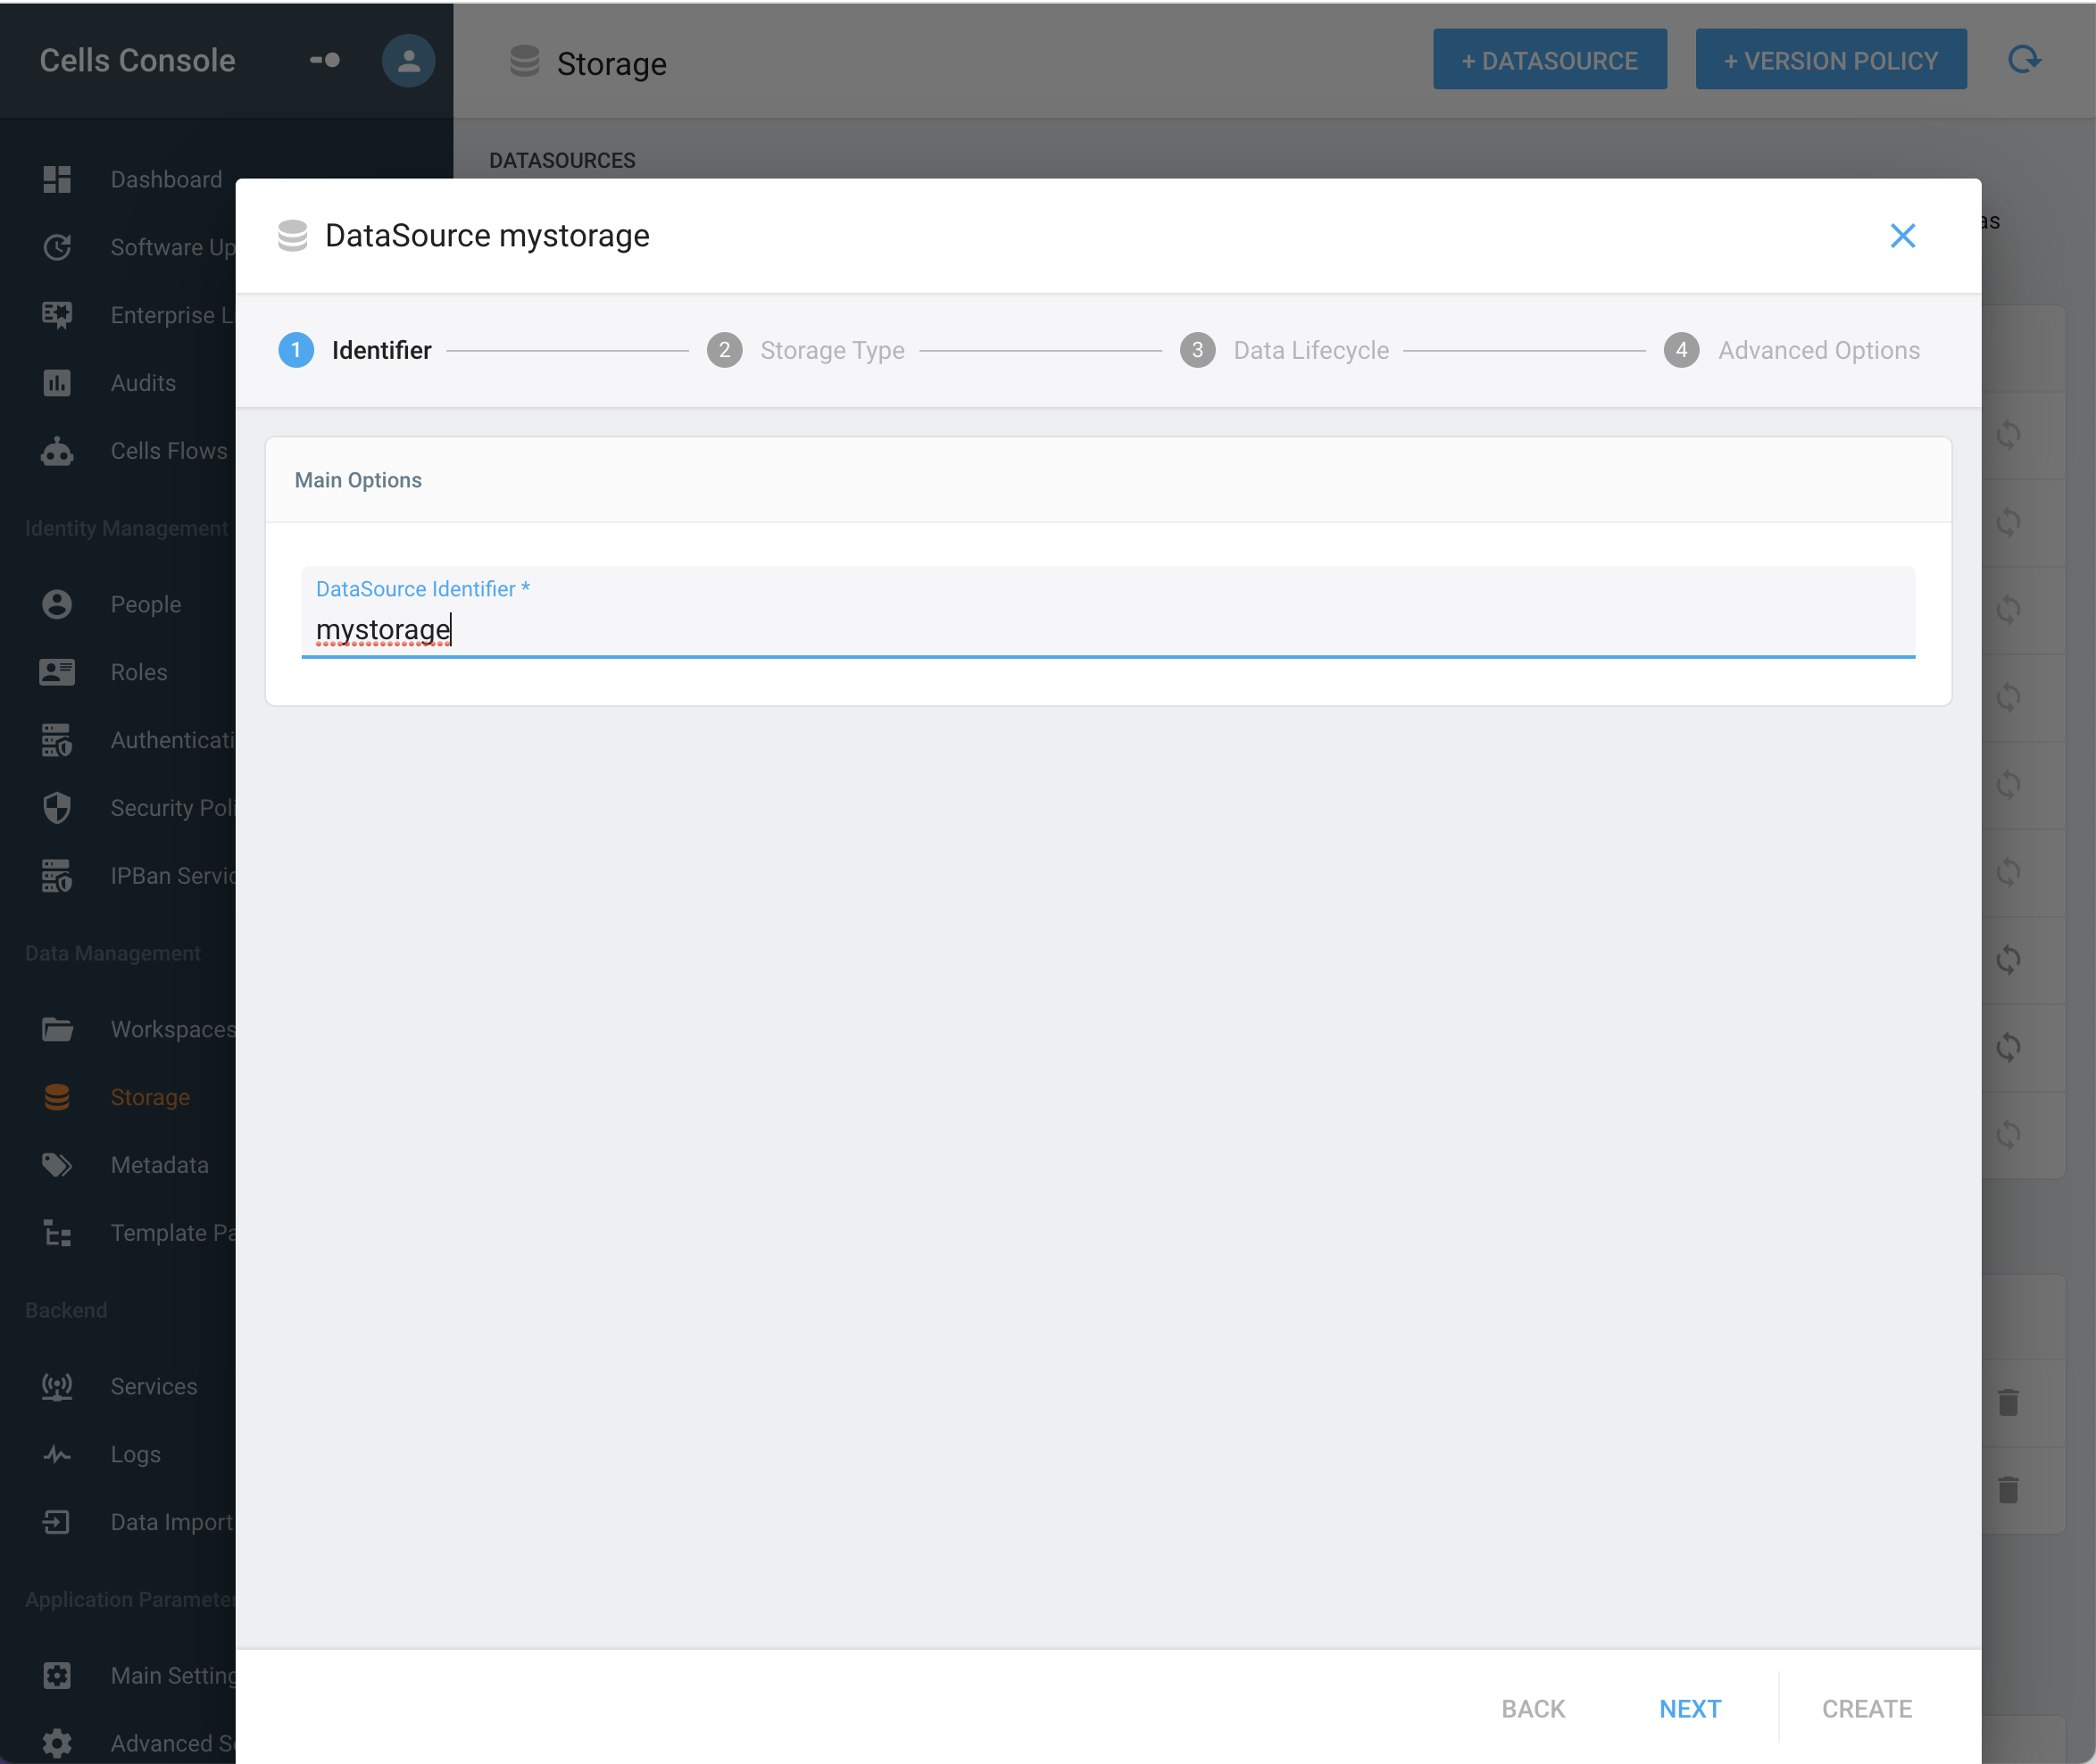 Cells Console
Storage
+ DATASOURCE
+ VERSION POLICY
DATASOURCES
Dashboard
Software Up
Enterprise L
Audits
Cells Flows
Identity Management
People
Roles
Authenticati
Security Poli
IPBan Servic
Data Management
Workspaces
Storage
Metadata
Template Pa
Backend
Services
Logs
Data Import
Application Parameter
Main Setting
Advanced S
as
DataSource mystorage
1 Identifier
2 Storage Type
3 Data Lifecycle
4 Advanced Options
Main Options
DataSource Identifier *
mystorage
BACK
NEXT
CREATE